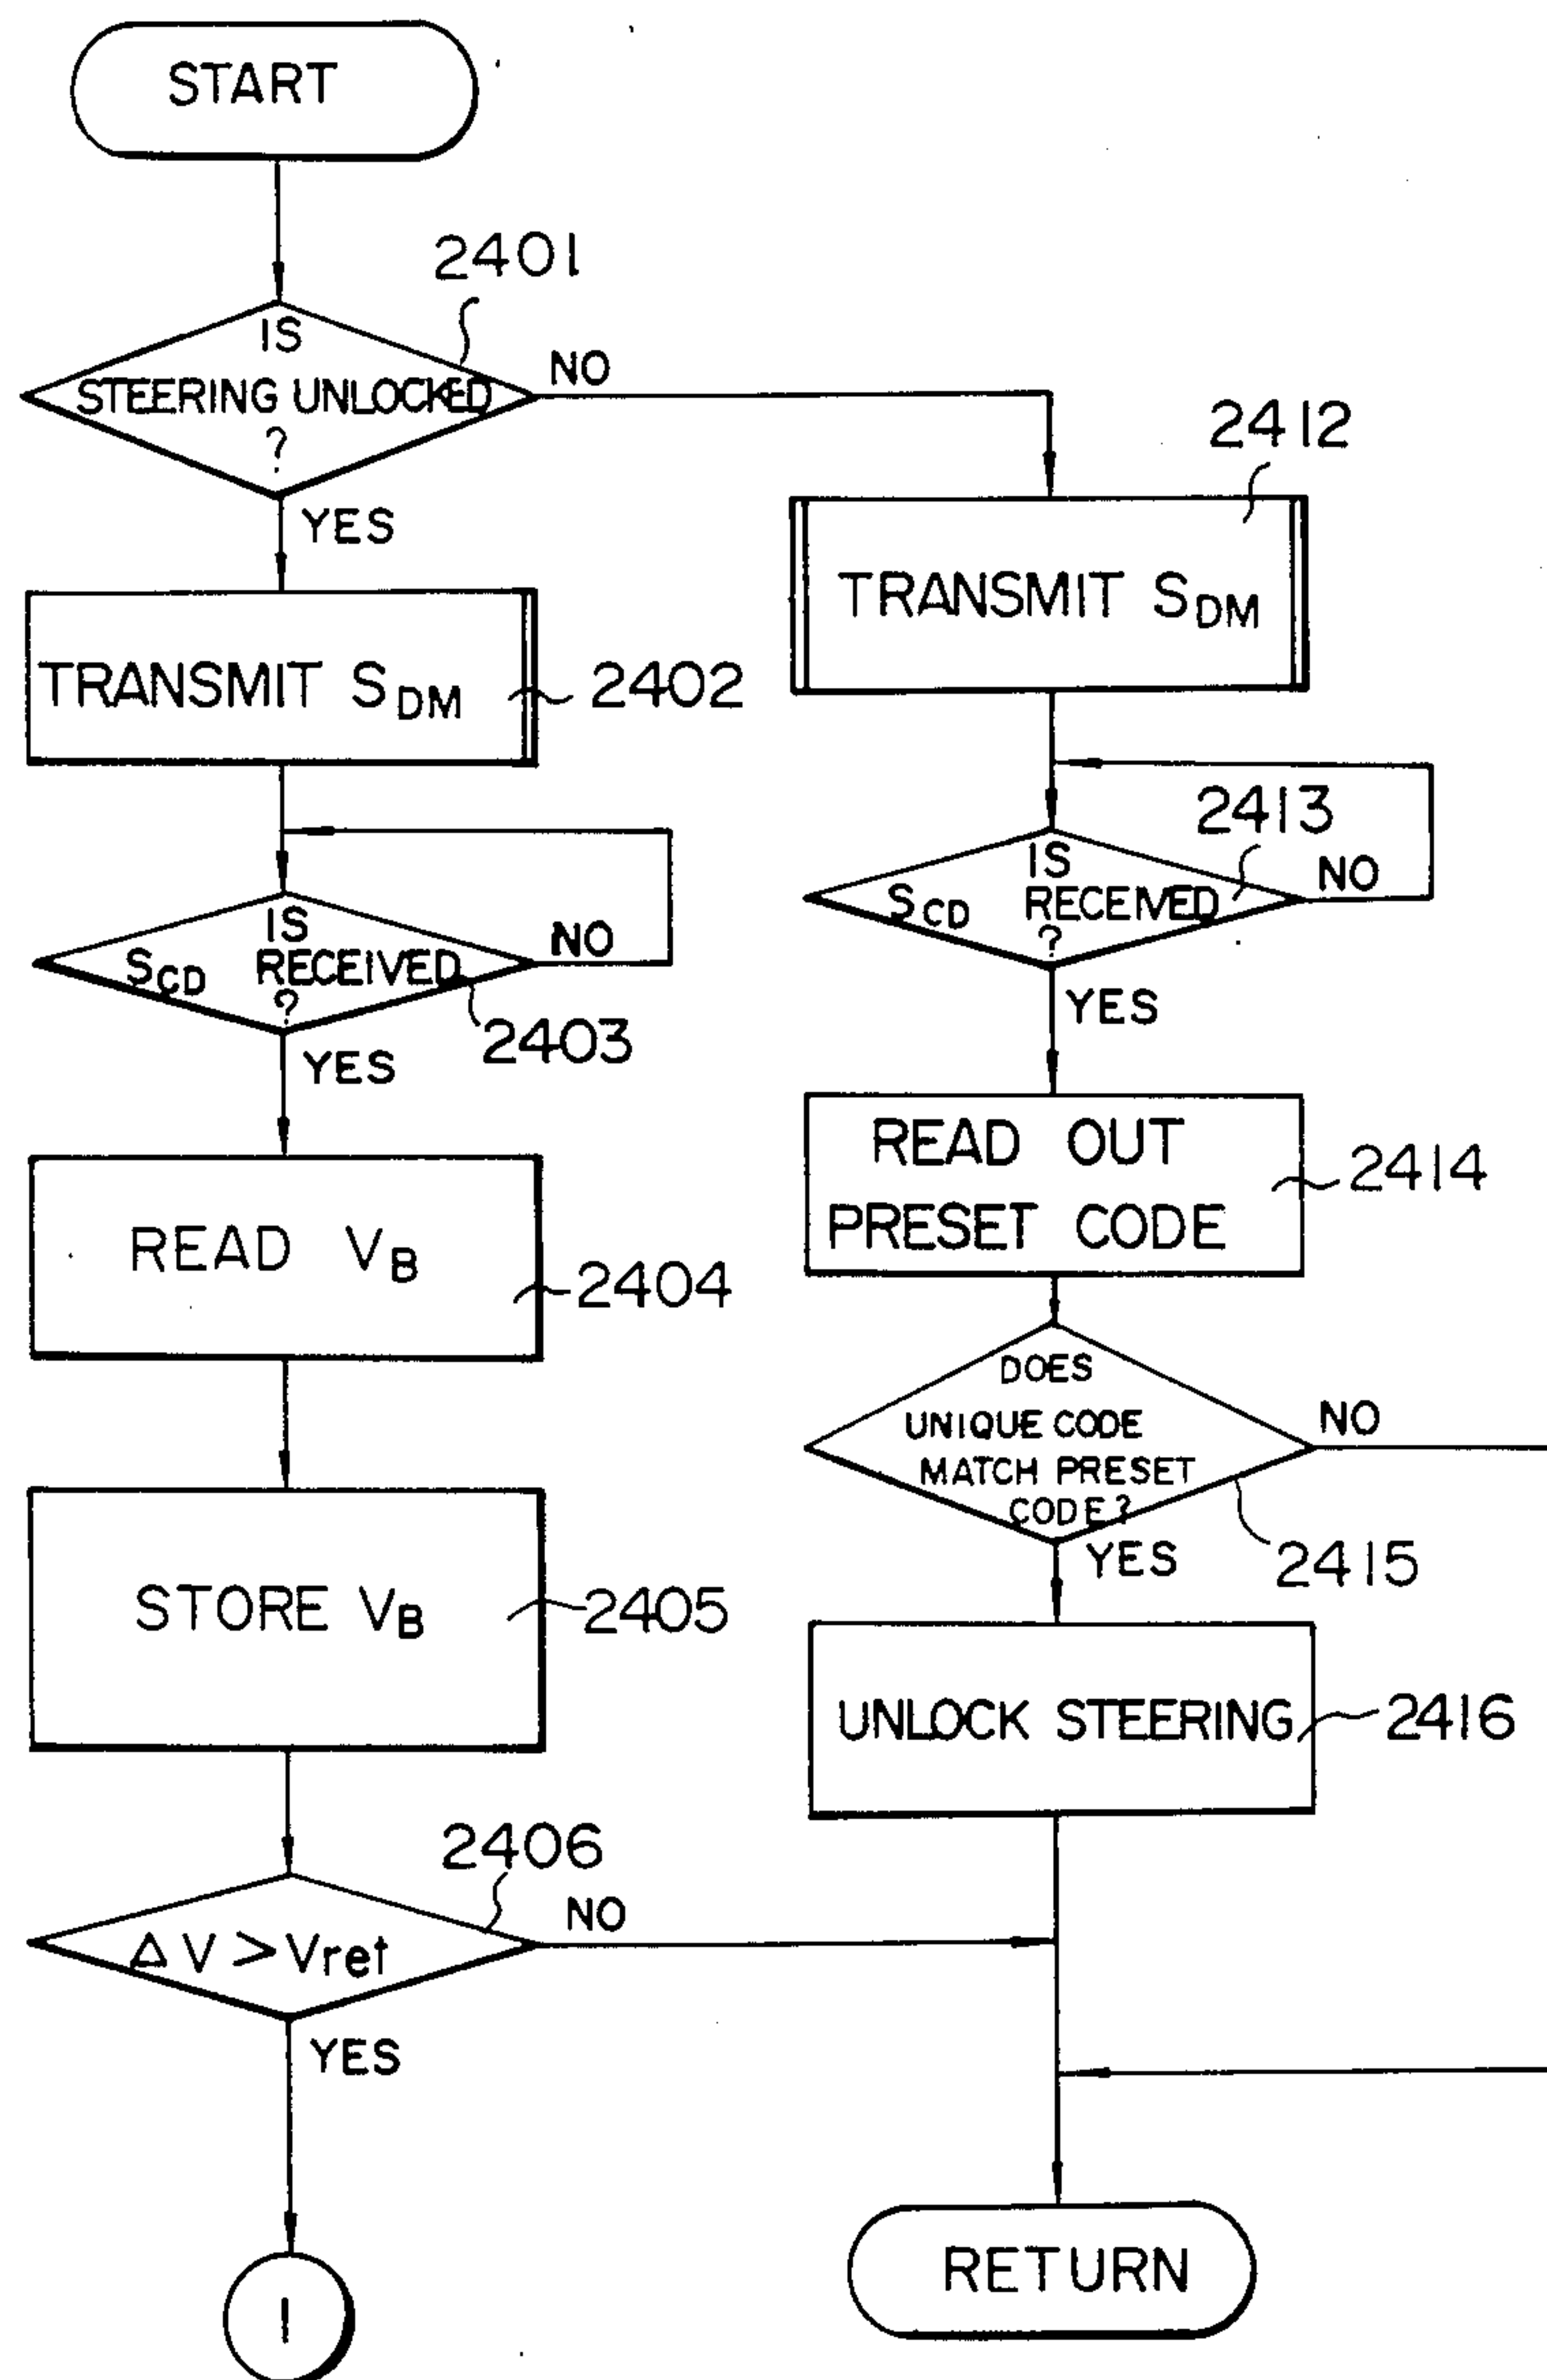 START
2401
IS
STEERING UNLOCKED
?
NO
YES
TRANSMIT SDM
2402
IS
SCD RECEIVED
?
NO
2403
YES
READ VB
2404
STORE VB
2405
2406
ΔV > Vret
NO
YES
1
2412
TRANSMIT SDM
2413
IS
SCD RECEIVED
?
NO
YES
READ OUT
PRESET CODE
2414
DOES
UNIQUE CODE
MATCH PRESET
CODE?
NO
2415
YES
UNLOCK STEERING
2416
RETURN